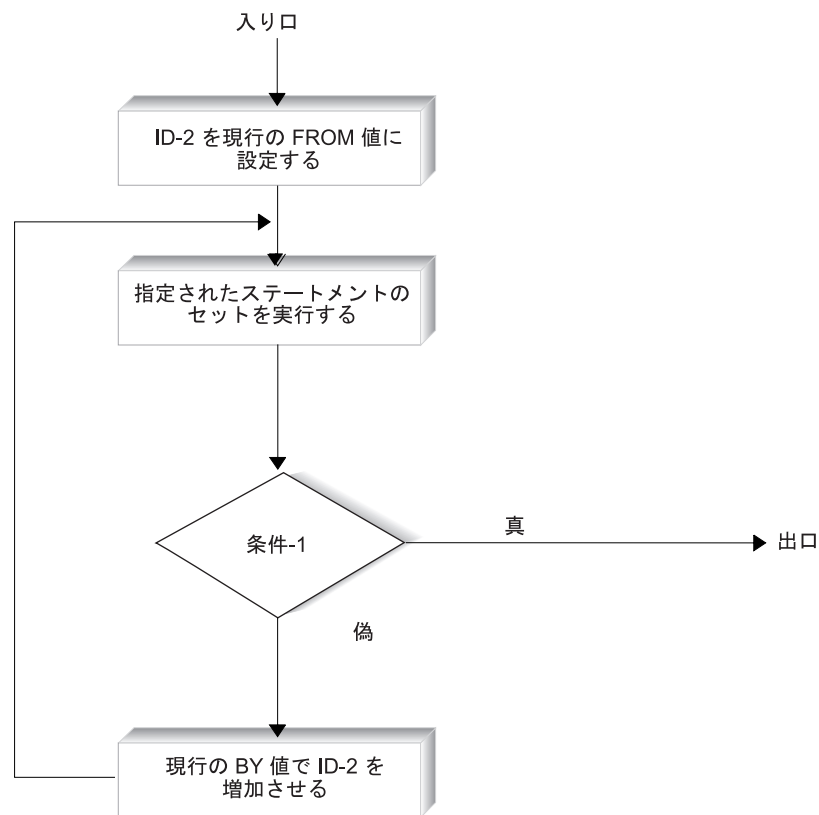 入り口
ID-2 を現行の FROM 値に
設定する
指定されたステートメントの
セットを実行する
条件-1
真
出口
偽
現行の BY 値で ID-2 を
増加させる